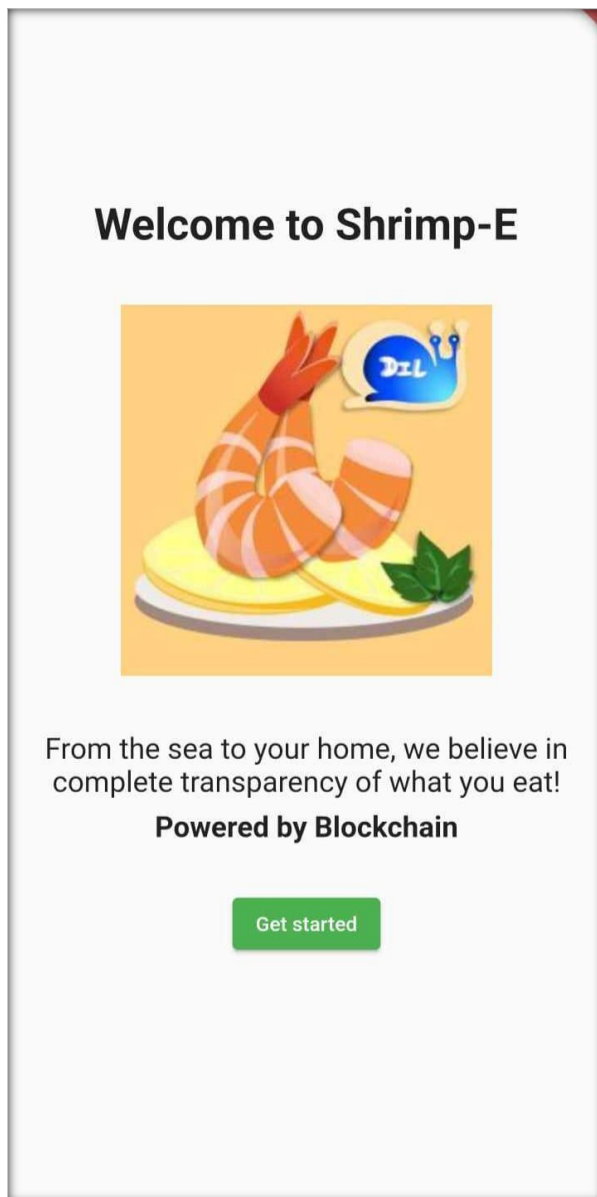 Welcome to Shrimp-E
DIL
From the sea to your home, we believe in
complete transparency of what you eat!
Powered by Blockchain
Get started